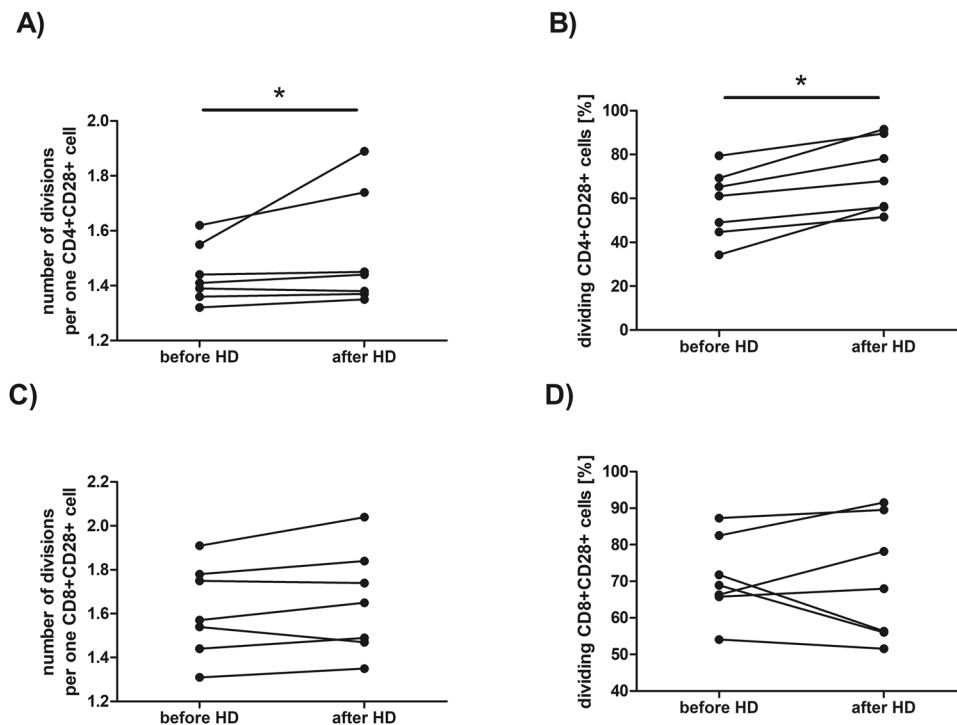 A)
*
number of divisions
per one CD4+CD28+ cell
2.0
1.8
1.6
1.4
1.2
before HD
after HD
B)
*
dividing CD4+CD28+ cells [%]
100
80
60
40
20
0
before HD
after HD
C)
number of divisions
per one CD8+CD28+ cell
2.2
2.0
1.8
1.6
1.4
1.2
before HD
after HD
D)
dividing CD8+CD28+ cells [%]
100
90
80
70
60
50
40
before HD
after HD